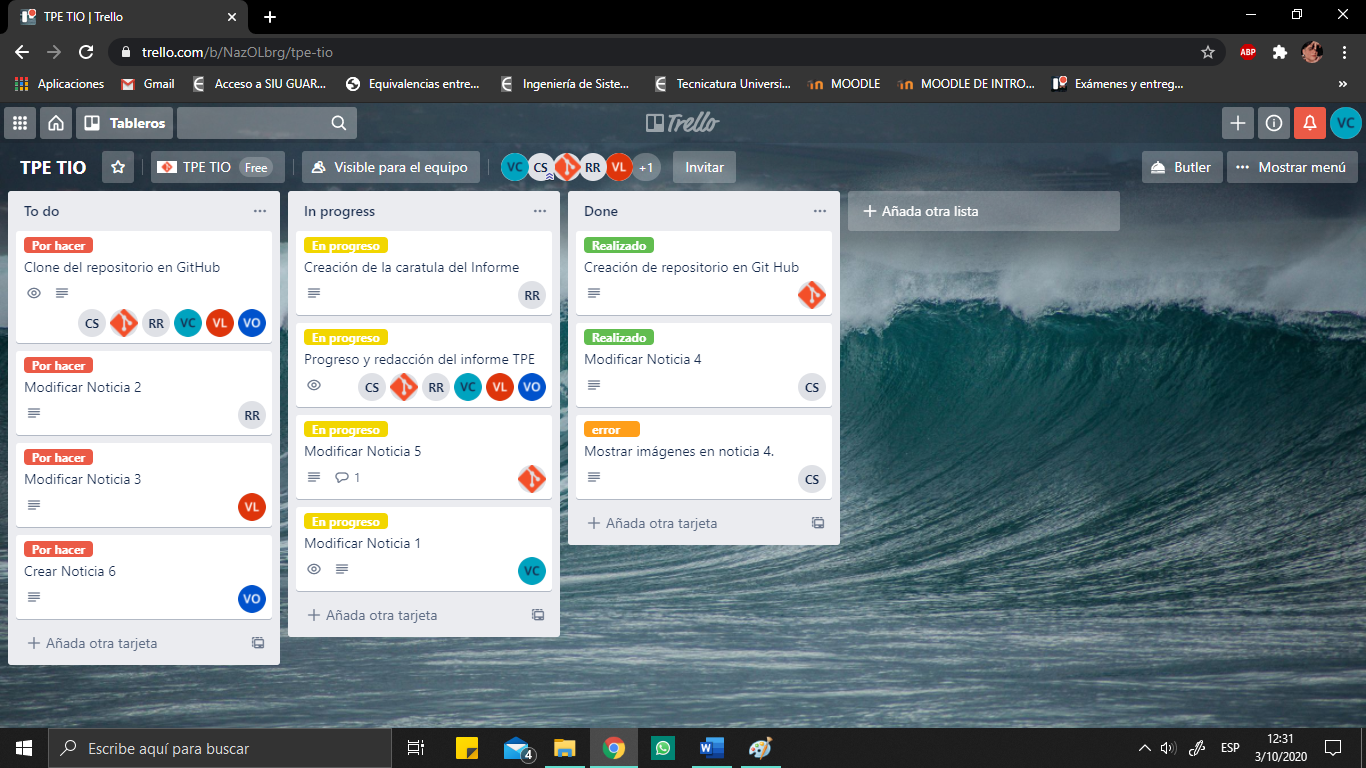 TPE TIO | Trello
trello.com/b/NazOLbrg/tpe-tio
ABP
Aplicaciones Gmail Acceso a SIU GUAR... Equivalencias entre... Ingeniería de Siste... Tecnicatura Universi... MOODLE MOODLE DE INTRO... Exámenes y entreg... »
Tableros Trello VC
TPE TIO TPE TIO Free Visible para el equipo VC CS RR VL +1 Invitar Butler Mostrar menú
To do
Por hacer
Clone del repositorio en GitHub
CS RR VC VL VO
Por hacer
Modificar Noticia 2
RR
Por hacer
Modificar Noticia 3
VL
Por hacer
Crear Noticia 6
VO
+ Añada otra tarjeta
In progress
En progreso
Creación de la caratula del Informe
RR
En progreso
Progreso y redacción del informe TPE
CS RR VC VL VO
En progreso
Modificar Noticia 5
1
En progreso
Modificar Noticia 1
VC
+ Añada otra tarjeta
Done
Realizado
Creación de repositorio en Git Hub
Realizado
Modificar Noticia 4
CS
error
Mostrar imágenes en noticia 4.
CS
+ Añada otra tarjeta
+ Añada otra lista
Escribe aquí para buscar
4
ESP
12:31
3/10/2020